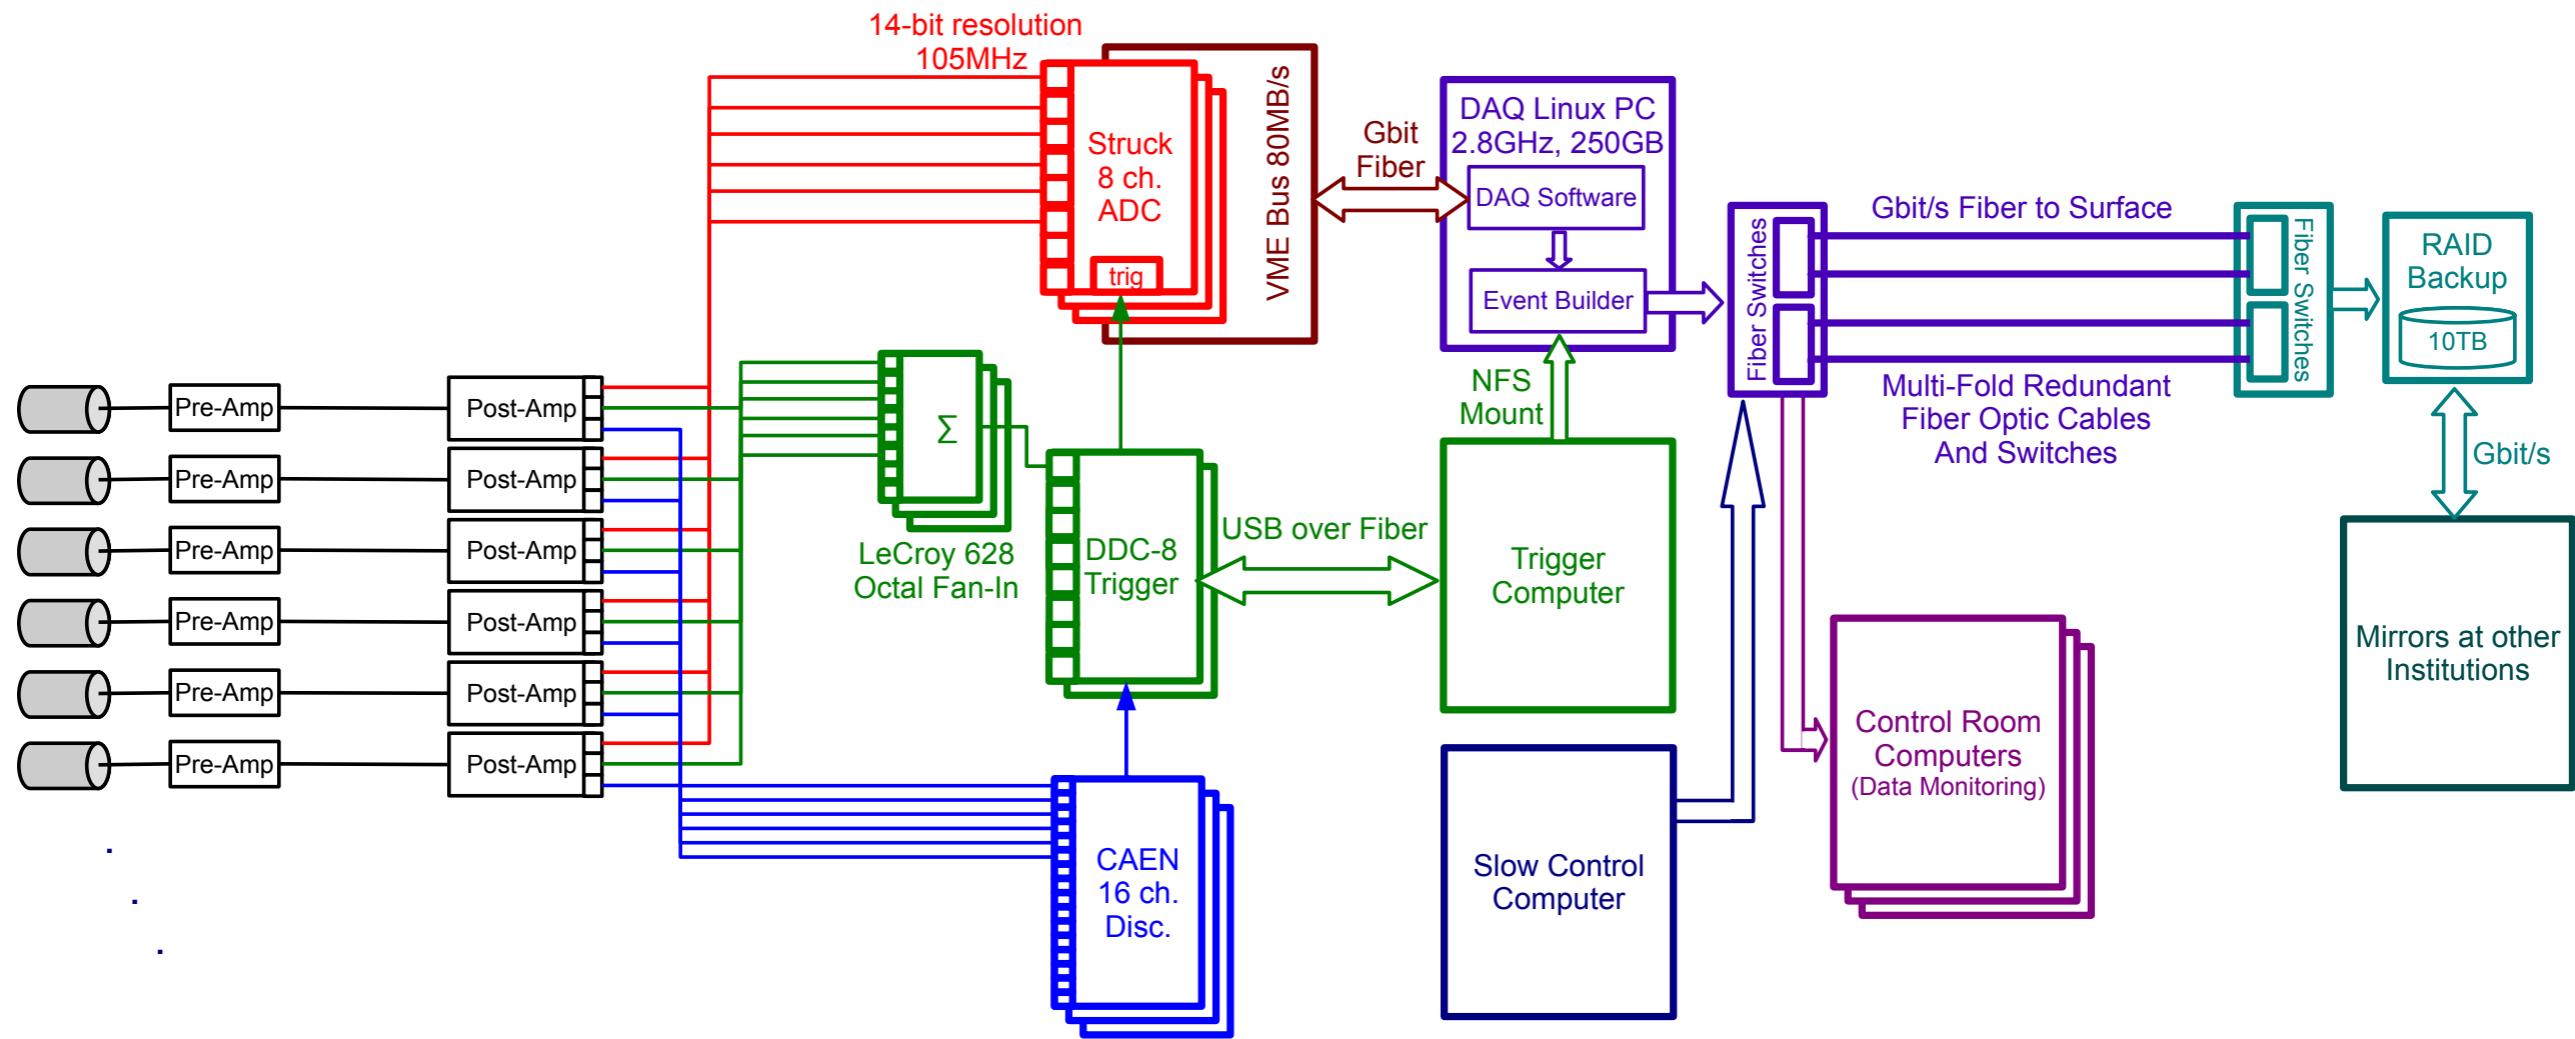 14-bit resolution
105MHz
Struck
8 ch.
ADC
trig
VME Bus 80MB/s
Gbit
Fiber
DAQ Linux PC
2.8GHz, 250GB
DAQ Software
Event Builder
Fiber Switches
Gbit/s Fiber to Surface
Multi-Fold Redundant
Fiber Optic Cables
And Switches
Fiber Switches
RAID
Backup
10TB
Gbit/s
Mirrors at other
Institutions
Pre-Amp
Post-Amp
Pre-Amp
Post-Amp
Pre-Amp
Post-Amp
Pre-Amp
Post-Amp
Pre-Amp
Post-Amp
Pre-Amp
Post-Amp
Σ
LeCroy 628
Octal Fan-In
DDC-8
Trigger
USB over Fiber
NFS
Mount
Trigger
Computer
CAEN
16 ch.
Disc.
Slow Control
Computer
Control Room
Computers
(Data Monitoring)